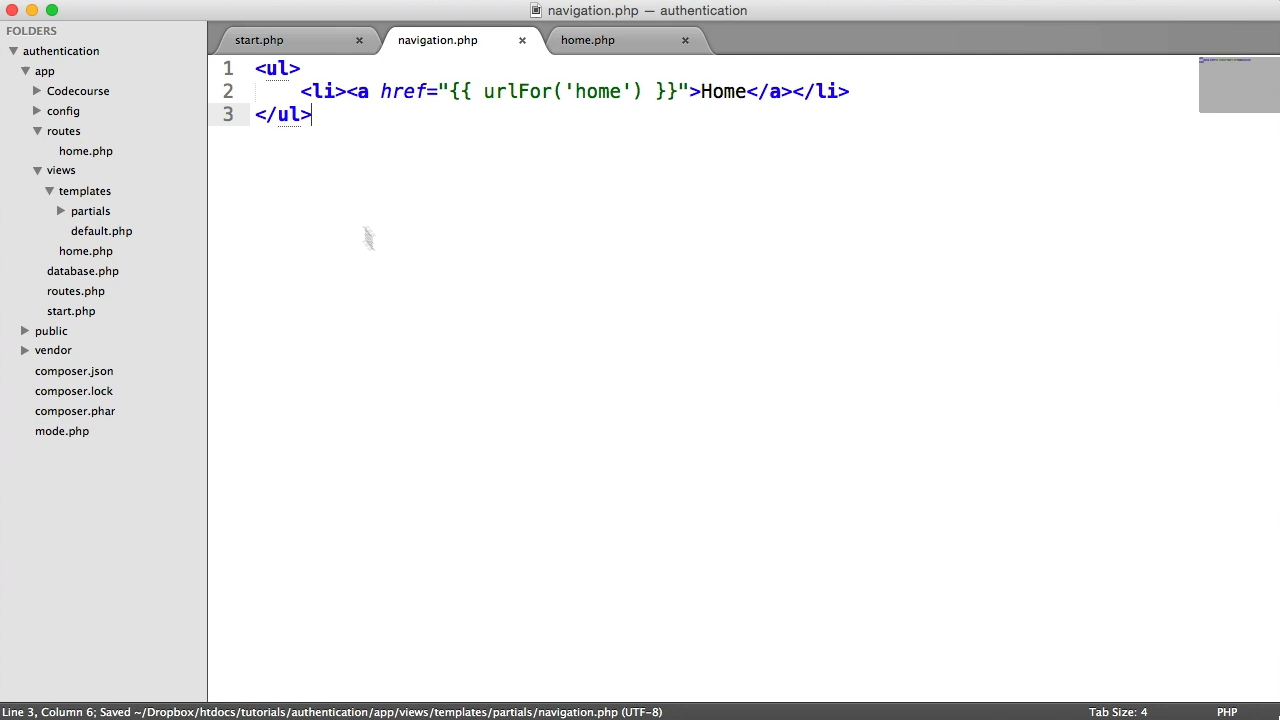 navigation.php — authentication
FOLDERS
authentication
app
Codecourse
config
routes
home.php
views
templates
partials
default.php
home.php
database.php
routes.php
start.php
public
vendor
composer.json
composer.lock
composer.phar
mode.php
start.php × navigation.php × home.php ×
1 <ul>
2 <li><a href="{{ urlFor('home') }}">Home</a></li>
3 </ul>
Line 3, Column 6; Saved ~/Dropbox/htdocs/tutorials/authentication/app/views/templates/partials/navigation.php (UTF-8) Tab Size: 4 PHP